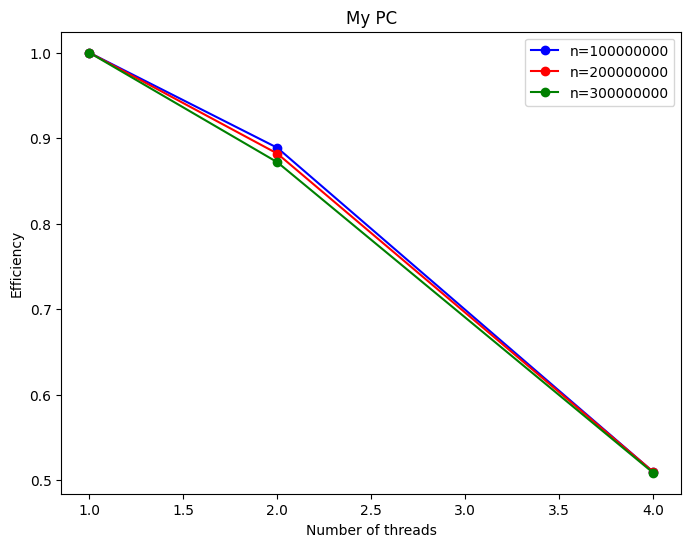 My PC
n=100000000
n=200000000
n=300000000
Efficiency
1.0
0.9
0.8
0.7
0.6
0.5
1.0 1.5 2.0 2.5 3.0 3.5 4.0
Number of threads